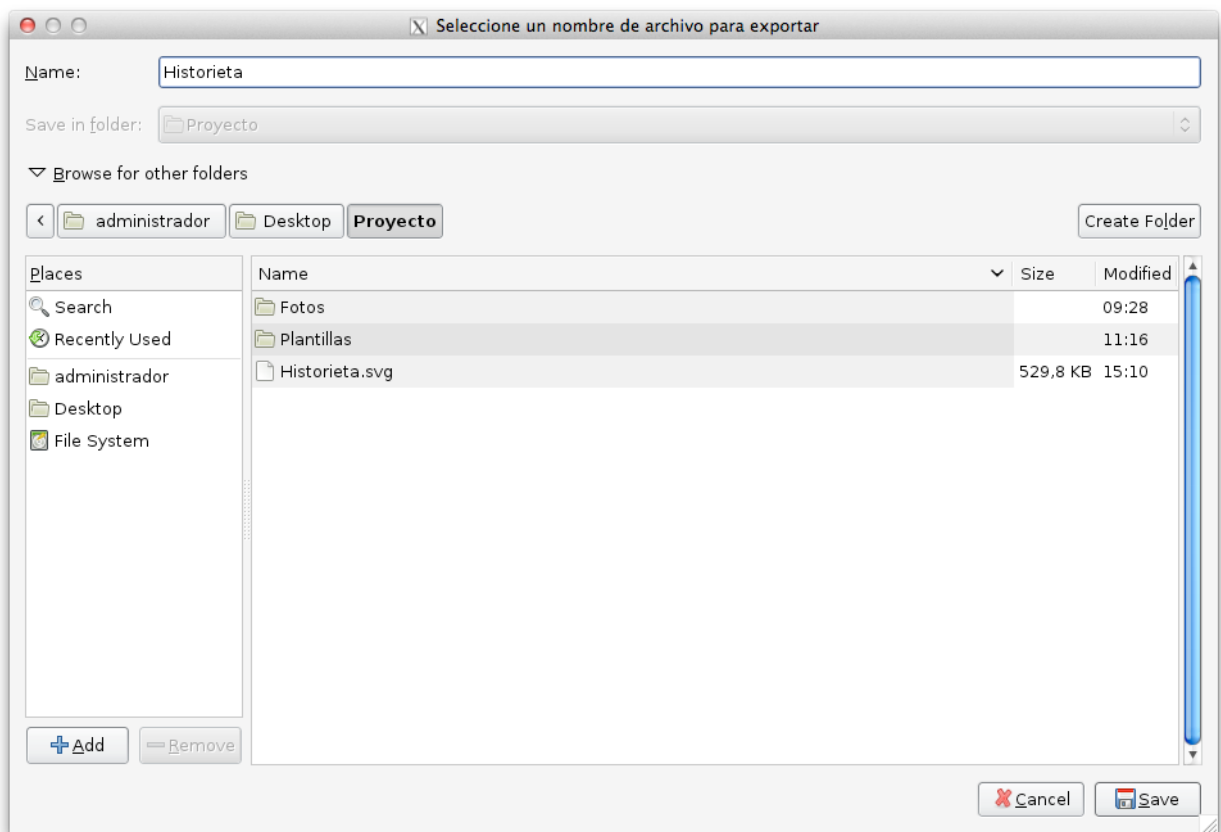 Seleccione un nombre de archivo para exportar
Name: Historieta
Save in folder: Proyecto
Browse for other folders
administrador Desktop Proyecto Create Folder
Places Name Size Modified
Search Fotos 09:28
Recently Used Plantillas 11:16
administrador Historieta.svg 529,8 KB 15:10
Desktop
File System
Add Remove
Cancel Save